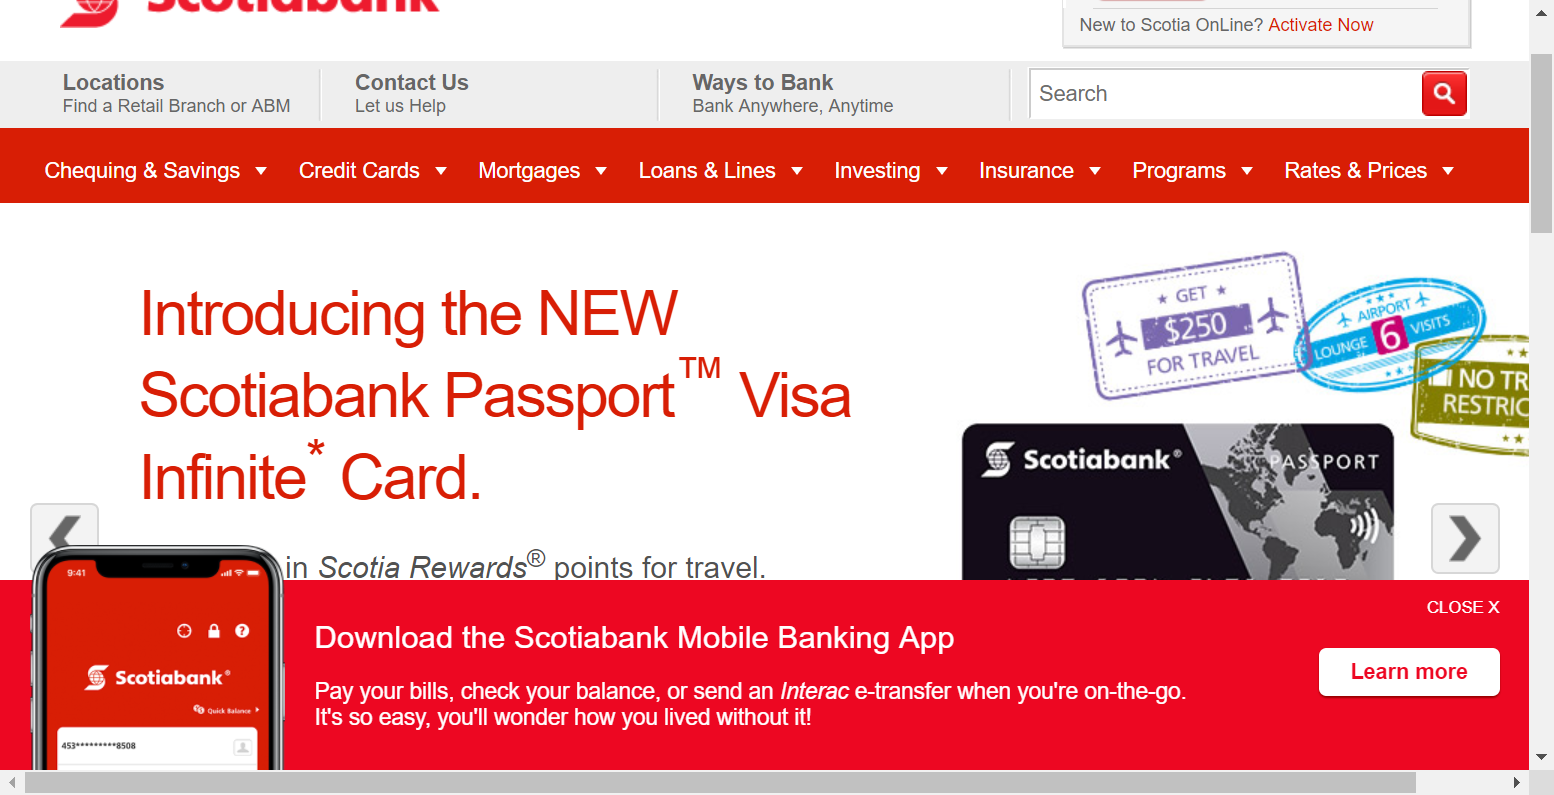 Scotiabank
New to Scotia OnLine? Activate Now
Locations
Find a Retail Branch or ABM
Contact Us
Let us Help
Ways to Bank
Bank Anywhere, Anytime
Search
Chequing & Savings Credit Cards Mortgages Loans & Lines Investing Insurance Programs Rates & Prices
Introducing the NEW
Scotiabank Passport™ Visa
Infinite* Card.
in Scotia Rewards® points for travel.
GET
$250
FOR TRAVEL
AIRPORT
LOUNGE 6 VISITS
NO TR
RESTRIC
Scotiabank® PASSPORT
CLOSE X
Download the Scotiabank Mobile Banking App
Pay your bills, check your balance, or send an Interac e-transfer when you're on-the-go.
It's so easy, you'll wonder how you lived without it!
Learn more
9:41
Scotiabank®
Quick Balance
453*********8508